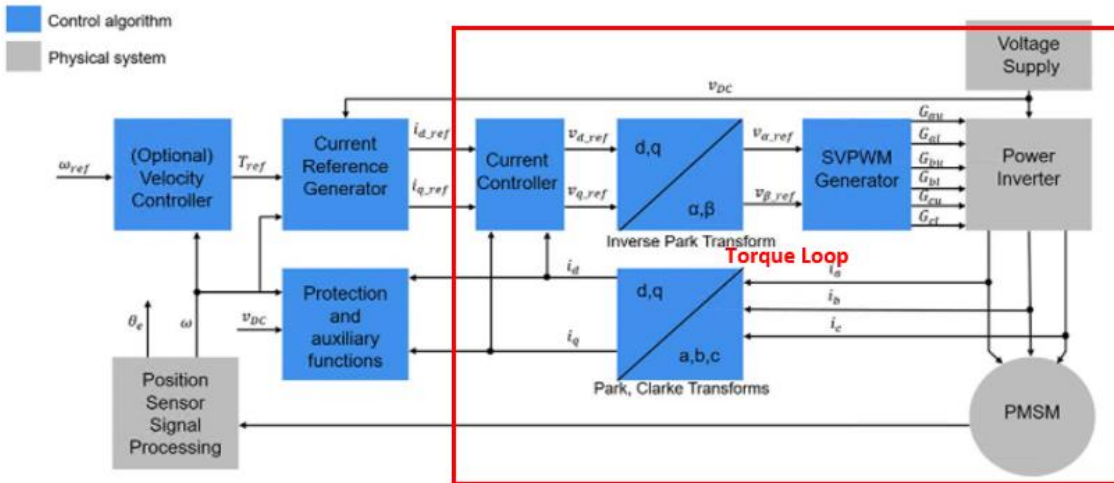 Control algorithm
Physical system
Voltage
Supply
v_DC
ω_ref
(Optional)
Velocity
Controller
T_ref
Current
Reference
Generator
i_d_ref
i_q_ref
Current
Controller
v_d_ref
v_q_ref
d,q
α,β
Inverse Park Transform
v_α_ref
v_β_ref
SVPWM
Generator
G_au
G_al
G_bu
G_bl
G_cu
G_cl
Power
Inverter
Torque Loop
θ_e
ω
v_DC
Protection
and
auxiliary
functions
i_d
i_q
d,q
a,b,c
Park, Clarke Transforms
i_a
i_b
i_c
Position
Sensor
Signal
Processing
PMSM